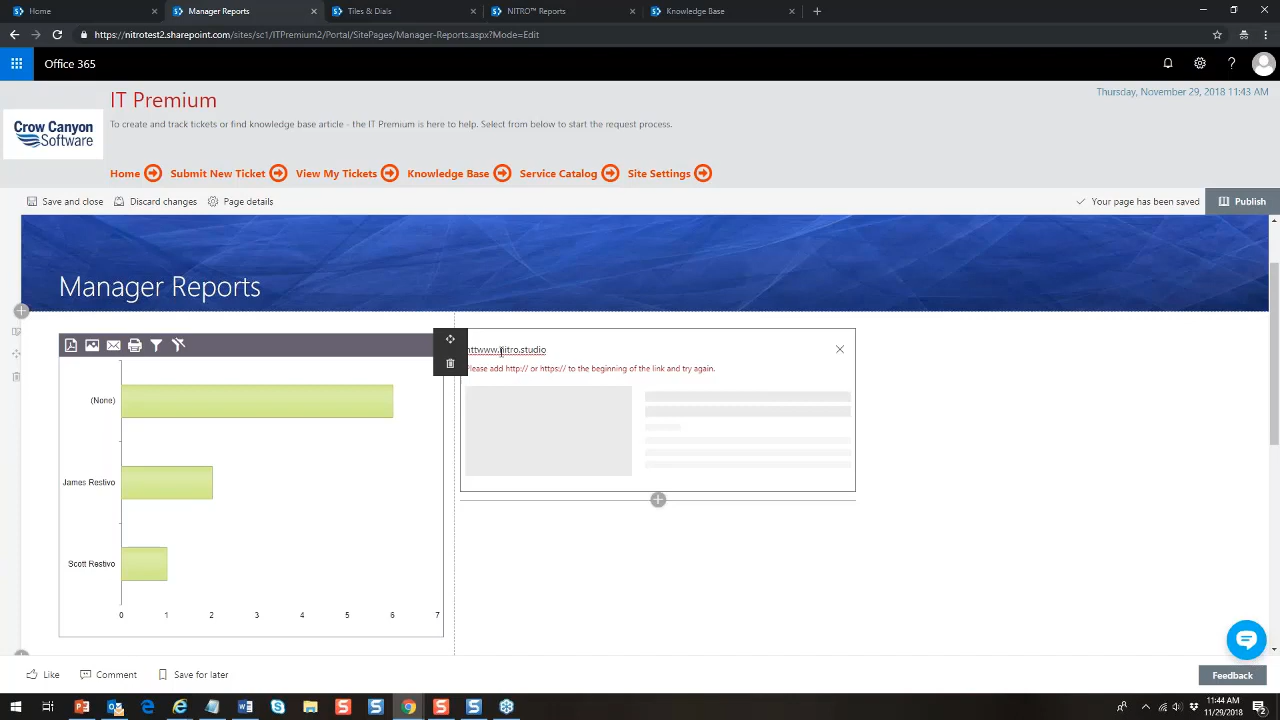 Home
Manager Reports
Tiles & Dials
NITRO™ Reports
Knowledge Base
https://nitrotest2.sharepoint.com/sites/sc1/ITPremium2/Portal/SitePages/Manager-Reports.aspx?Mode=Edit
Office 365
IT Premium
Thursday, November 29, 2018 11:43 AM
Crow Canyon
Software
To create and track tickets or find knowledge base article - the IT Premium is here to help. Select from below to start the request process.
Home Submit New Ticket View My Tickets Knowledge Base Service Catalog Site Settings
Save and close Discard changes Page details Your page has been saved Publish
Manager Reports
httwww.nitro.studio
Please add http:// or https:// to the beginning of the link and try again.
(None)
James Restivo
Scott Restivo
0 1 2 3 4 5 6 7
Like Comment Save for later Feedback
11:44 AM
11/29/2018